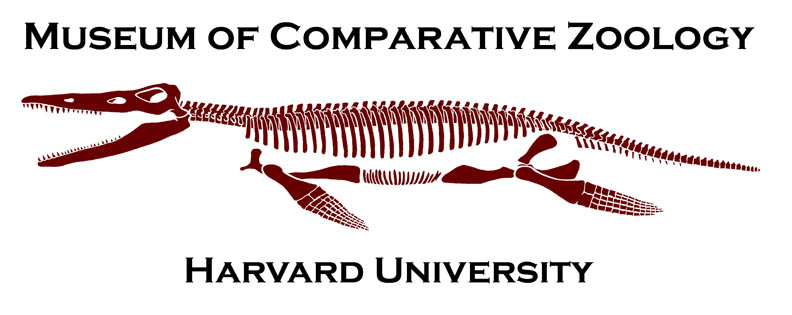 Museum of Comparative Zoology
Harvard University